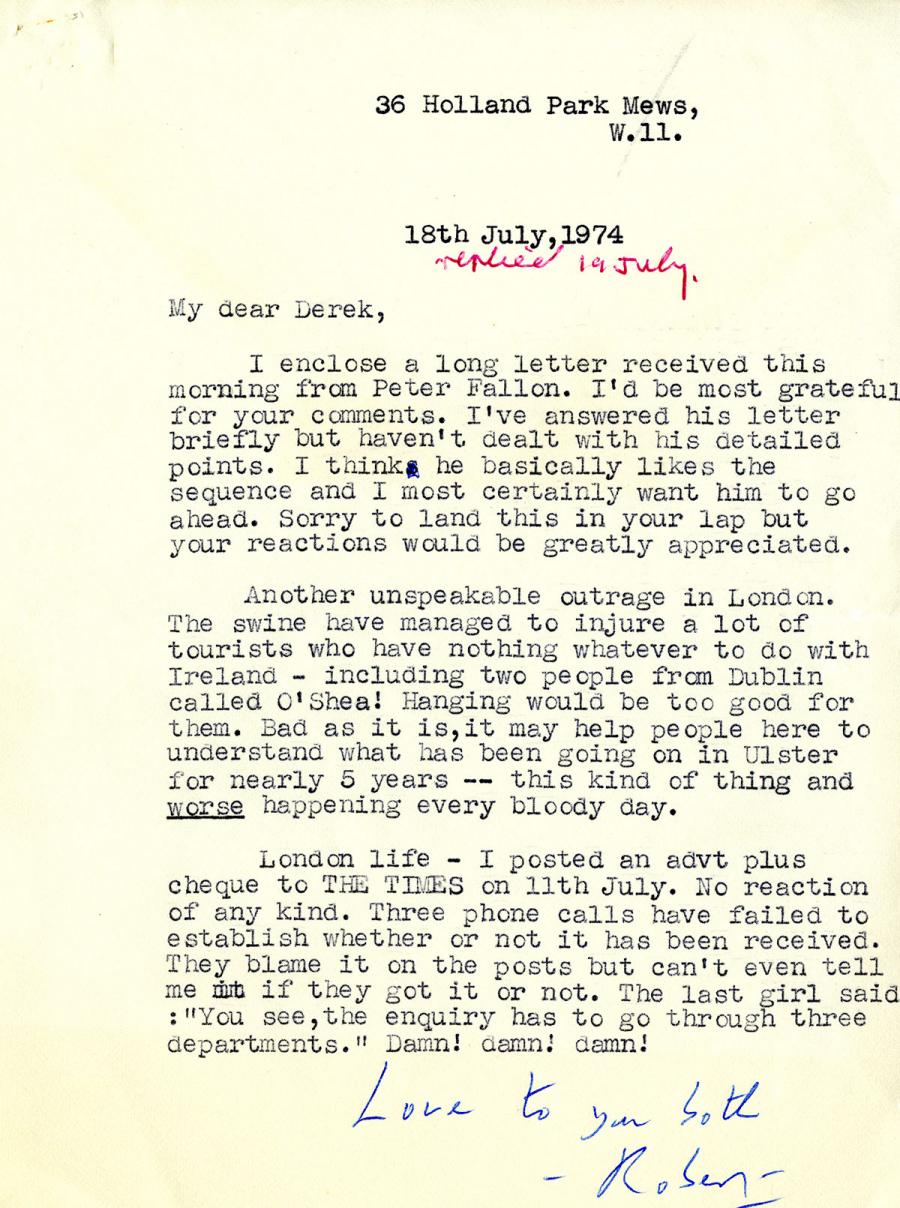 36 Holland Park Mews,
W.11.
18th July,1974
replied 19 July.
My dear Derek,
I enclose a long letter received this
morning from Peter Fallon. I'd be most grateful
for your comments. I've answered his letter
briefly but haven't dealt with his detailed
points. I think he basically likes the
sequence and I most certainly want him to go
ahead. Sorry to land this in your lap but
your reactions would be greatly appreciated.
Another unspeakable outrage in London.
The swine have managed to injure a lot of
tourists who have nothing whatever to do with
Ireland - including two people from Dublin
called O'Shea! Hanging would be too good for
them. Bad as it is,it may help people here to
understand what has been going on in Ulster
for nearly 5 years -- this kind of thing and
worse happening every bloody day.
London life - I posted an advt plus
cheque to THE TIMES on 11th July. No reaction
of any kind. Three phone calls have failed to
establish whether or not it has been received.
They blame it on the posts but can't even tell
me if they got it or not. The last girl said
:"You see,the enquiry has to go through three
departments." Damn! damn! damn!
Love to you both
- Robert -